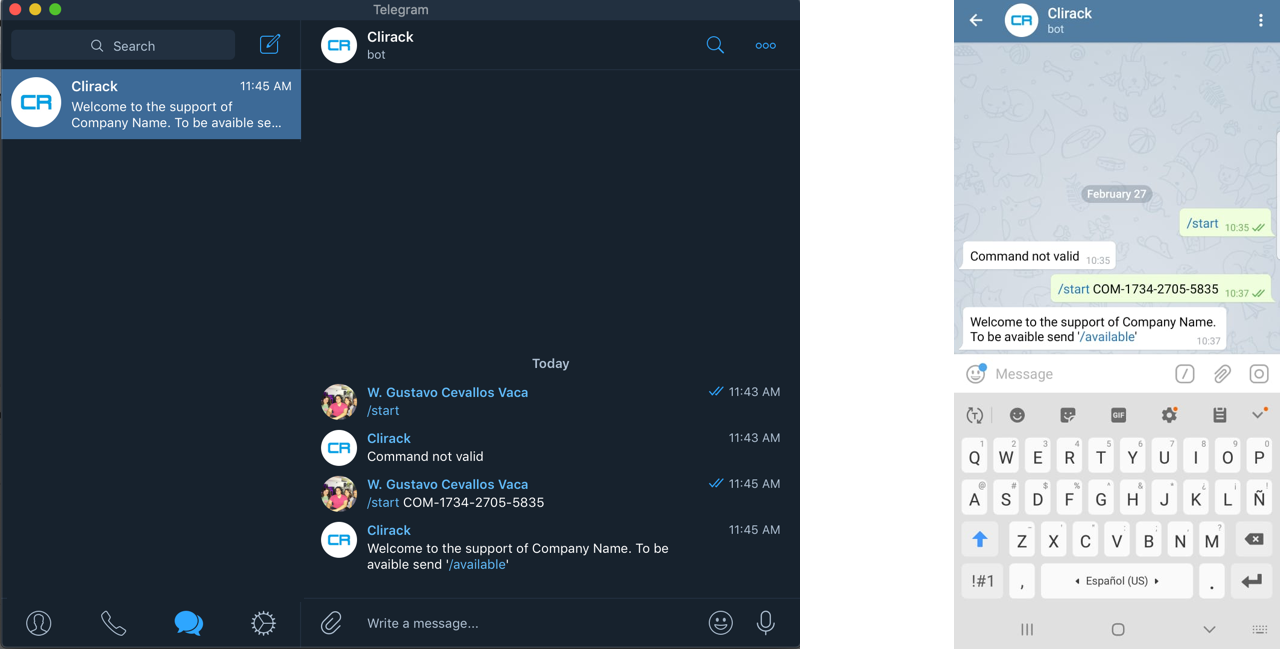 Telegram
Search
CR
Clirack
11:45 AM
Welcome to the support of
Company Name. To be avaible se...
CR
Clirack
bot
Today
W. Gustavo Cevallos Vaca
11:43 AM
/start
CR
Clirack
11:43 AM
Command not valid
W. Gustavo Cevallos Vaca
11:45 AM
/start COM-1734-2705-5835
CR
Clirack
11:45 AM
Welcome to the support of Company Name. To be
avaible send '/available'
Write a message...
CR
Clirack
bot
February 27
/start 10:35
Command not valid 10:35
/start COM-1734-2705-5835 10:37
Welcome to the support of Company Name.
To be avaible send '/available' 10:37
Message
/
T
GIF
1 2 3 4 5 6 7 8 9 0
Q W E R T Y U I O P
@ # $ % ^ & * ¿ ¡ !
A S D F G H J K L Ñ
- ' " : ; , ?
Z X C V B N M
!#1 , Español (US) .